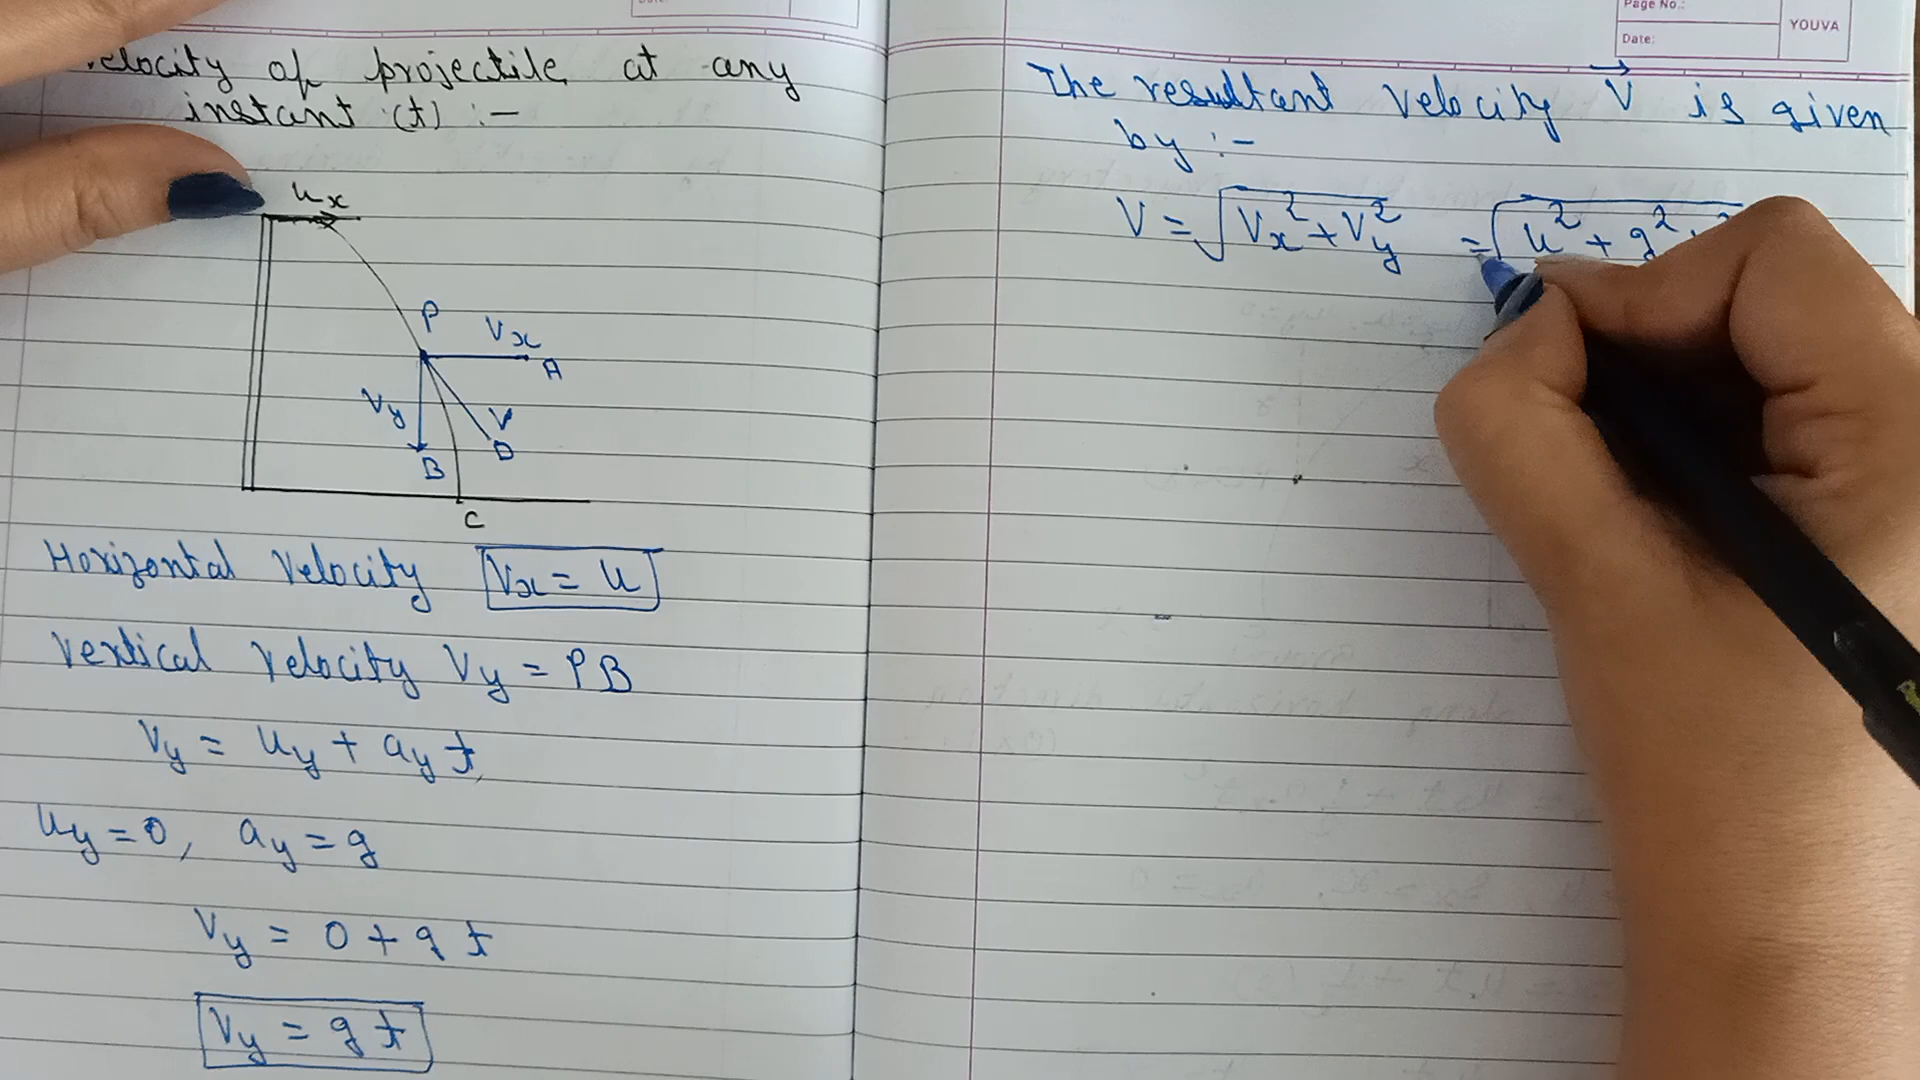 of projectile at any
instant (t) :-
ux
P
Vx
A
Vy
V
D
B
C
Horizontal Velocity Vx = u
Vertical Velocity Vy = PB
Vy = uy + ay t
uy = 0, ay = g
Vy = 0 + g t
Vy = g t
Page No.:
Date:
YOUVA
The resultant velocity V⃗ is given
by :-
V = √(Vx² + Vy²) = √(u² + g²